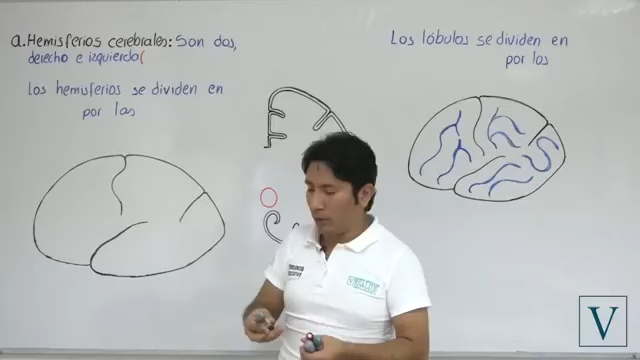 a. Hemisferios cerebrales: Son dos,
derecho e izquierdo(
Los hemisferios se dividen en
por las
Los lóbulos se dividen en
por los
V